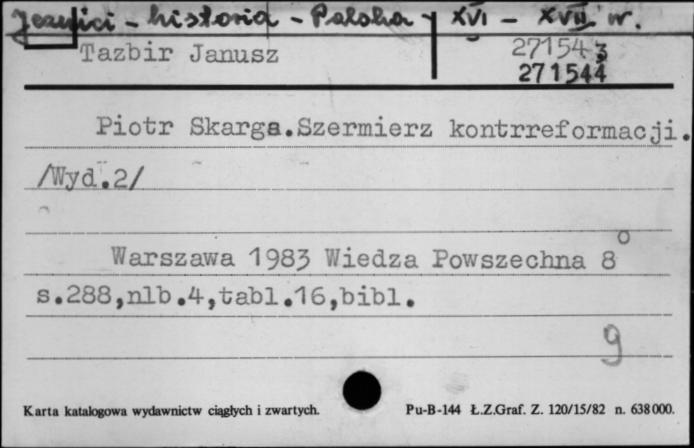 Jezuici - historia - Polska - XVI - XVII w.
Tazbir Janusz 271543
271544
Piotr Skarga.Szermierz kontrreformacji.
/Wyd.2/
Warszawa 1983 Wiedza Powszechna 8°
s.288,nlb.4,tabl.16,bibl.
9
Karta katalogowa wydawnictw ciągłych i zwartych. Pu-B-144 Ł.Z.Graf. Z. 120/15/82 n. 638000.